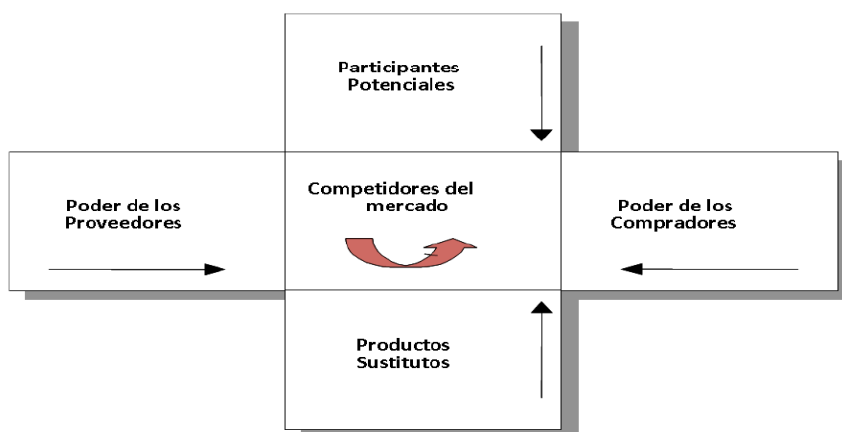 Participantes
Potenciales
Poder de los
Proveedores
Competidores del
mercado
Poder de los
Compradores
Productos
Sustitutos